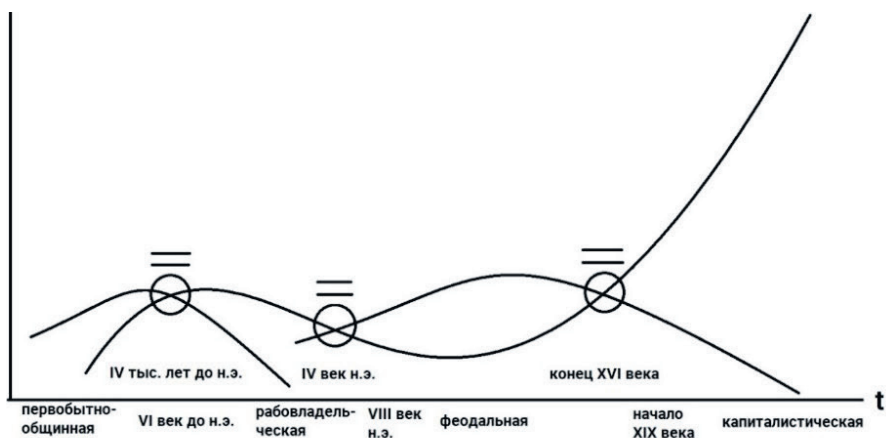 IV тыс. лет до н.э.
IV век н.э.
конец XVI века
t
первобытно-
общинная
VI век до н.э.
рабовладель-
ческая
VIII век
н.э.
феодальная
начало
XIX века
капиталистическая